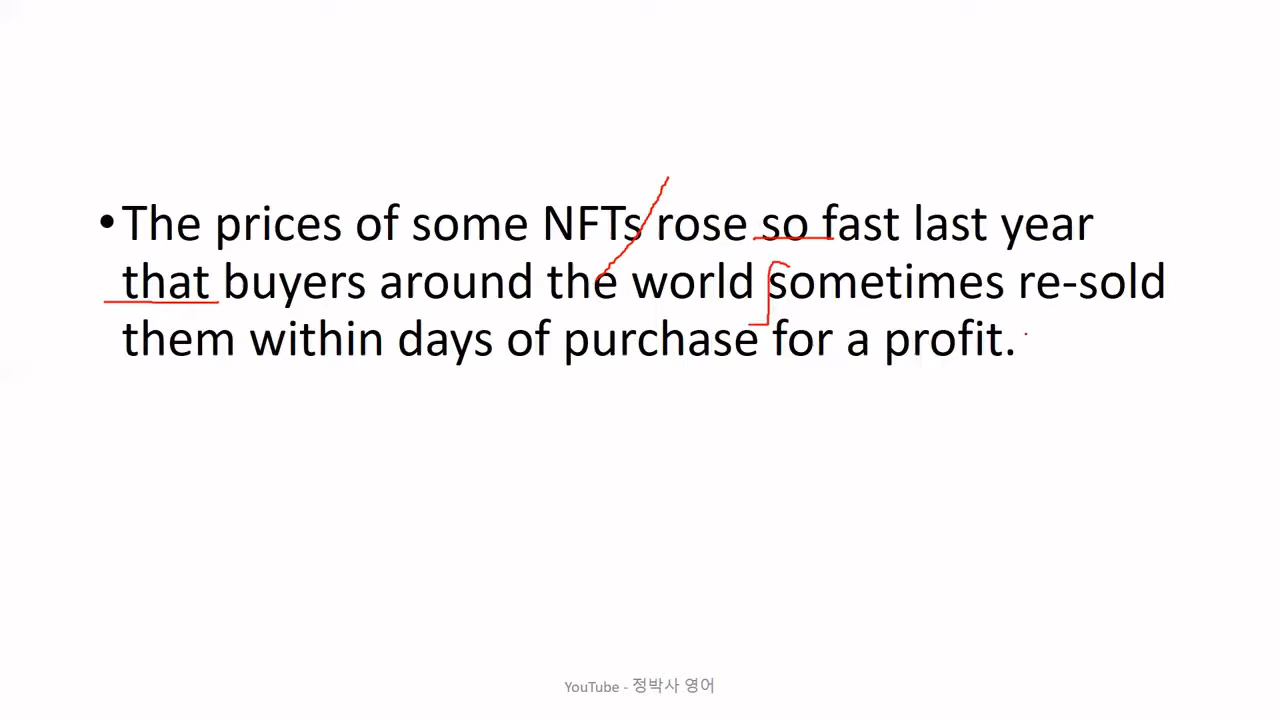 •The prices of some NFTs rose so fast last year
that buyers around the world sometimes re-sold
them within days of purchase for a profit.
YouTube - 정박사 영어